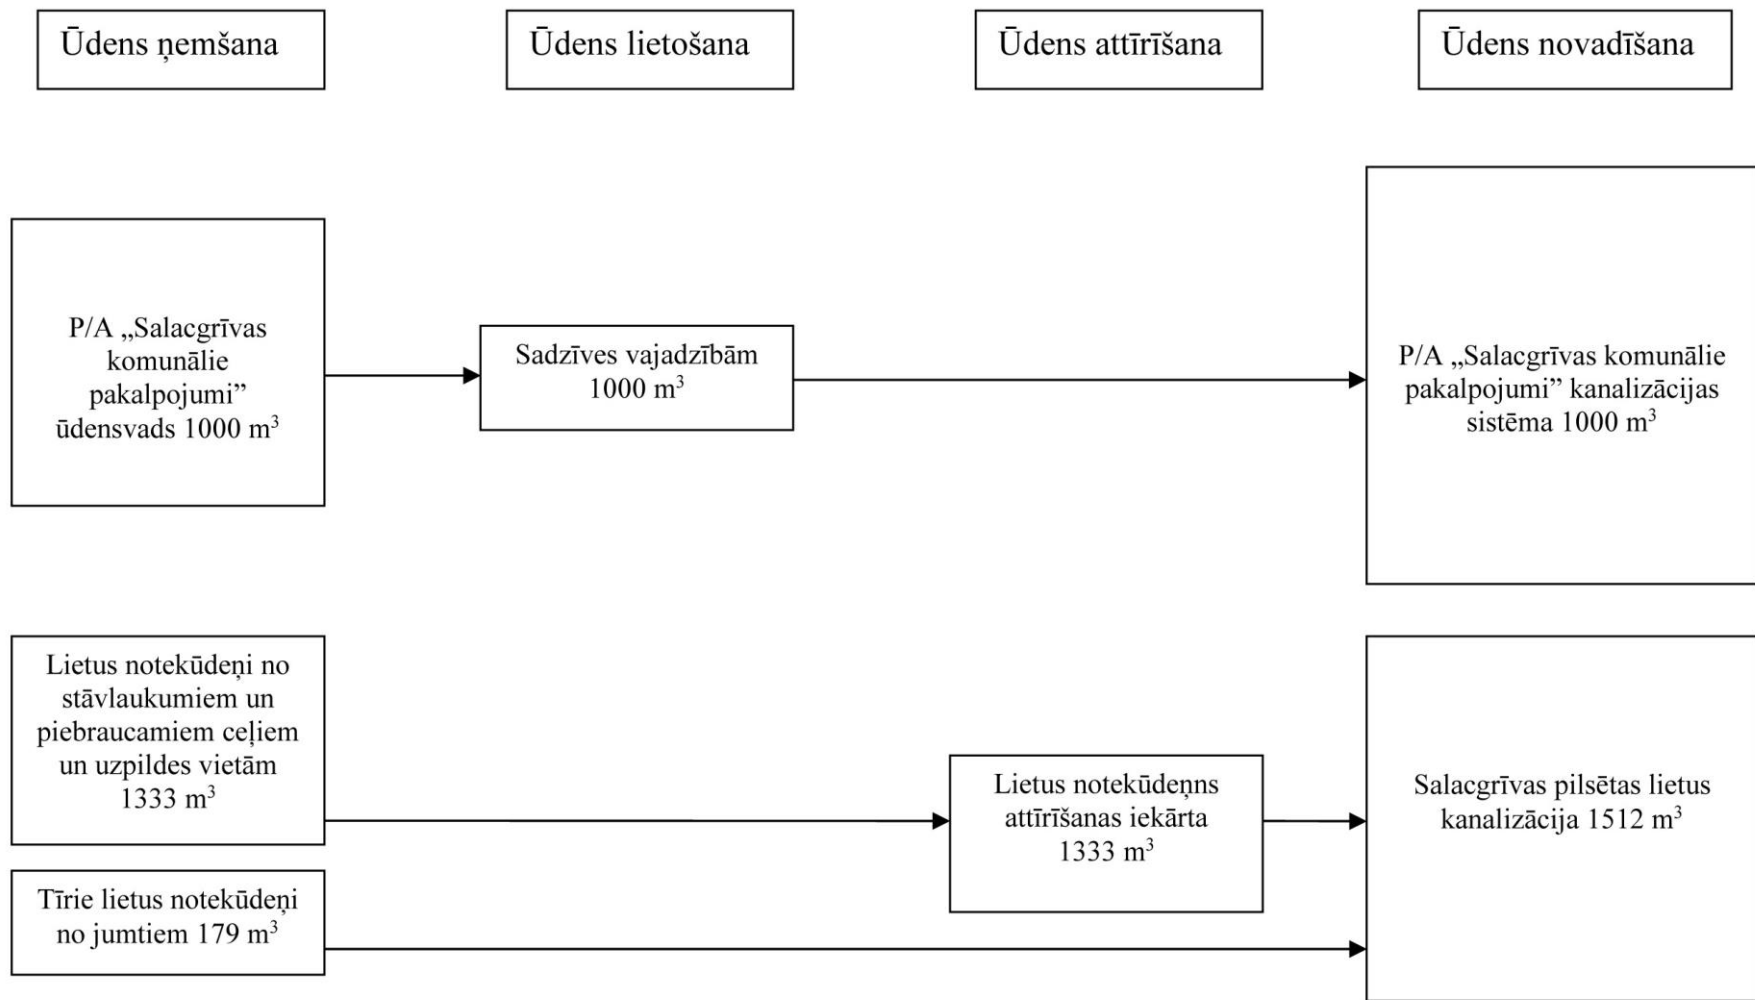 Ūdens ņemšana
Ūdens lietošana
Ūdens attīrīšana
Ūdens novadīšana
P/A „Salacgrīvas
komunālie
pakalpojumi”
ūdensvads 1000 m³
Sadzīves vajadzībām
1000 m³
P/A „Salacgrīvas komunālie
pakalpojumi” kanalizācijas
sistēma 1000 m³
Lietus notekūdeņi no
stāvlaukumiem un
piebraucamiem ceļiem
un uzpildes vietām
1333 m³
Lietus notekūdeņns
attīrīšanas iekārta
1333 m³
Salacgrīvas pilsētas lietus
kanalizācija 1512 m³
Tīrie lietus notekūdeņi
no jumtiem 179 m³